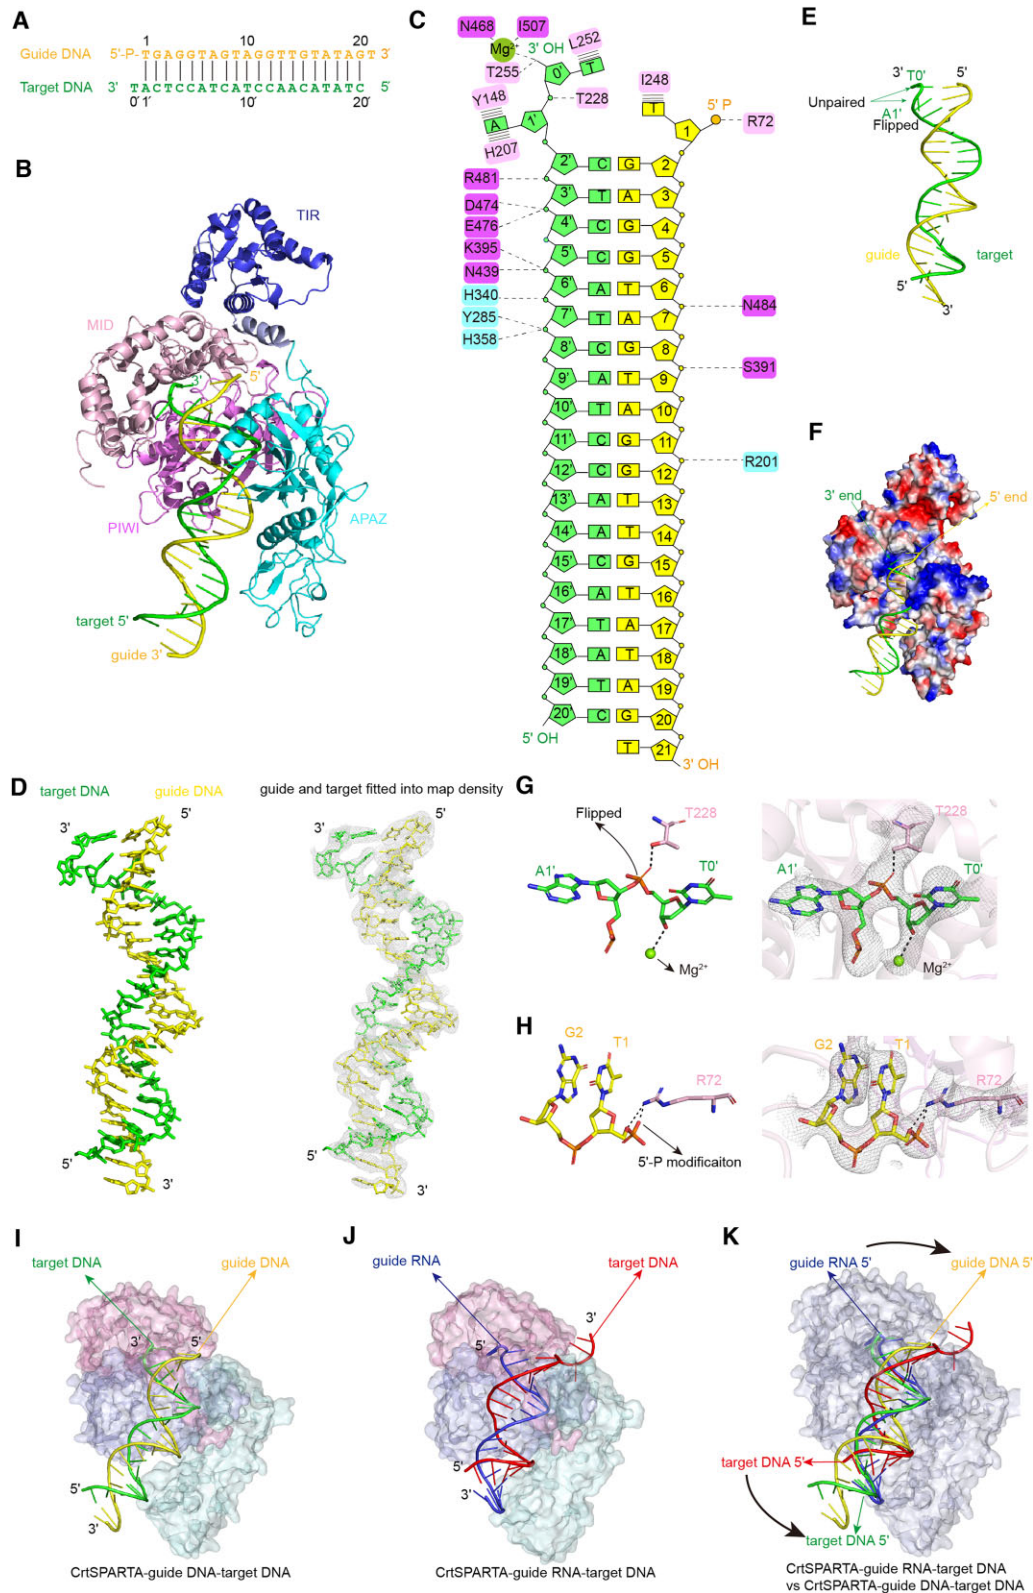 A
1 10 20
Guide DNA 5'-P-TGAGGTAGTAGGTTGTATAGT 3'
Target DNA 3' TACTCCATCATCCAACATATC 5'
0' 1' 10' 20'
B
TIR
MID
3'
5'
PIWI
APAZ
target 5'
guide 3'
C
N468 I507
Mg²⁺
3' OH
L252
T255
0' T
Y148
T228
A 1'
H207
I248
T
5' P
1
R72
2' C G 2
R481
3' T A 3
D474
4' C G 4
E476
K395
5' C G 5
N439
6' A T 6
H340
N484
7' T A 7
Y285
H358
8' C G 8
S391
9' A T 9
10' T A 10
11' C G 11
R201
12' C G 12
13' A T 13
14' A T 14
15' C G 15
16' A T 16
17' T A 17
18' A T 18
19' T A 19
20' C G 20
5' OH
T 21
3' OH
D
target DNA guide DNA
5'
3'
5'
3'
guide and target fitted into map density
5'
3'
5'
3'
E
3' T0' 5'
Unpaired
A1'
Flipped
guide target
5'
3'
F
3' end
5' end
G
Flipped
T228
A1'
T0'
Mg²⁺
T228
A1'
T0'
Mg²⁺
H
G2
T1
R72
5'-P modificaiton
G2
T1
R72
I
target DNA guide DNA
3' 5'
5'
3'
CrtSPARTA-guide DNA-target DNA
J
guide RNA target DNA
3'
5'
5'
3'
CrtSPARTA-guide RNA-target DNA
K
guide RNA 5' guide DNA 5'
target DNA 5'
target DNA 5'
CrtSPARTA-guide RNA-target DNA
vs CrtSPARTA-guide DNA-target DNA